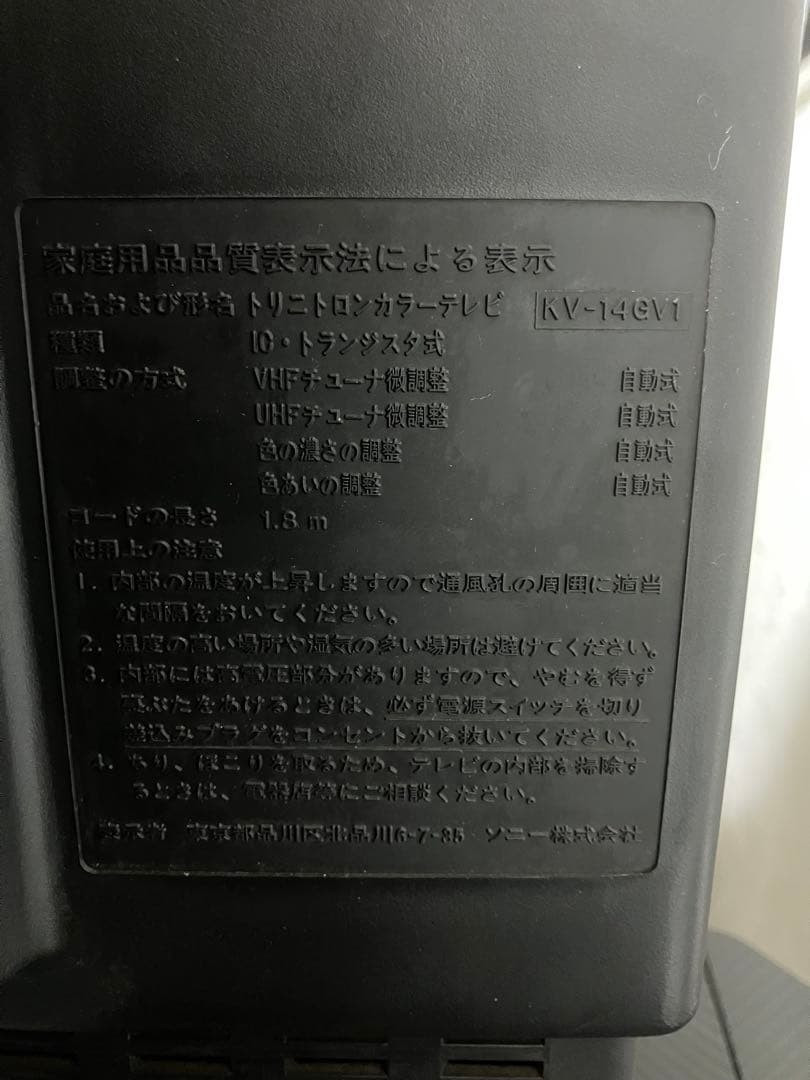 家庭用品品質表示法による表示
品名および形名 トリニトロンカラーテレビ KV-14GV1
種類 IC・トランジスタ式
調整の方式 VHFチューナ微調整 自動式
UHFチューナ微調整 自動式
色の濃さの調整 自動式
色あいの調整 自動式
コードの長さ 1.8 m
使用上の注意
1. 内部の温度が上昇しますので通風孔の周囲に適当
な間隔をおいてください。
2. 温度の高い場所や湿気の多い場所は避けてください。
3. 内部には高電圧部分がありますので、やむを得ず
裏ぶたをあけるときは、必ず電源スイッチを切り
差込みプラグをコンセントから抜いてください。
4. ちり、ほこりを取るため、テレビの内部を掃除す
るときは、電器店等にご相談ください。
表示者 東京都品川区北品川6-7-35 ソニー株式会社